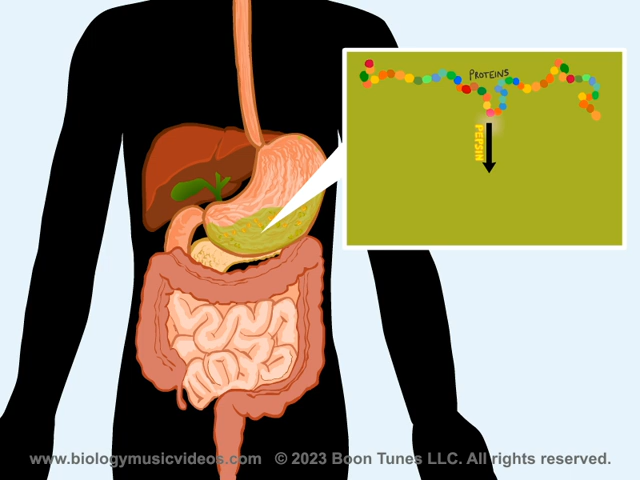 PROTEINS
PEPSIN
www.biologymusicvideos.com © 2023 Boon Tunes LLC. All rights reserved.